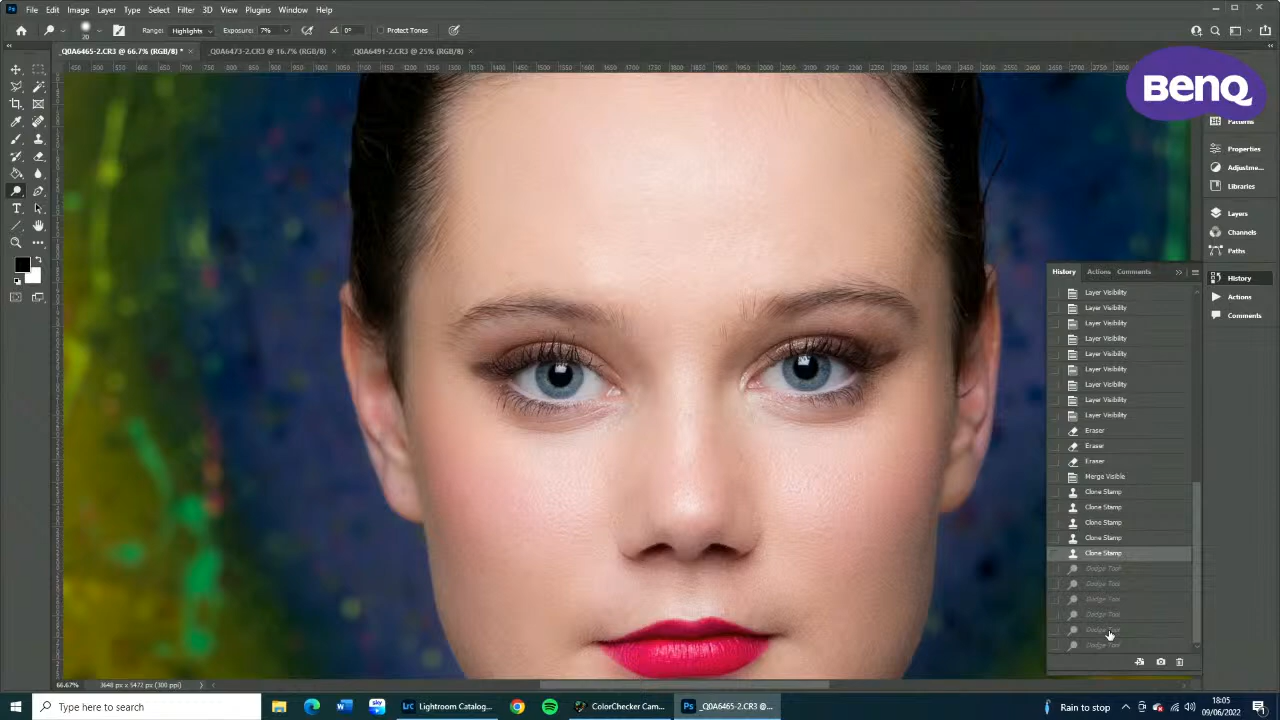 Ps File Edit Image Layer Type Select Filter 3D View Plugins Window Help
20 Range: Highlights Exposure: 7% 0° Protect Tones
_Q0A6465-2.CR3 @ 66.7% (RGB/8) * × _Q0A6473-2.CR3 @ 16.7% (RGB/8) × _Q0A6491-2.CR3 @ 25% (RGB/8) ×
BenQ
Patterns
Properties
Adjustme...
Libraries
Layers
Channels
Paths
History
Actions
Comments
History Actions Comments
Layer Visibility
Layer Visibility
Layer Visibility
Layer Visibility
Layer Visibility
Layer Visibility
Layer Visibility
Layer Visibility
Layer Visibility
Eraser
Eraser
Eraser
Merge Visible
Clone Stamp
Clone Stamp
Clone Stamp
Clone Stamp
Clone Stamp
Dodge Tool
Dodge Tool
Dodge Tool
Dodge Tool
Dodge Tool
Dodge Tool
66.67% 3648 px x 5472 px (300 ppi)
Type here to search
sky
Lightroom Catalog...
ColorChecker Cam...
_Q0A6465-2.CR3 @...
Rain to stop
18:05
09/06/2022